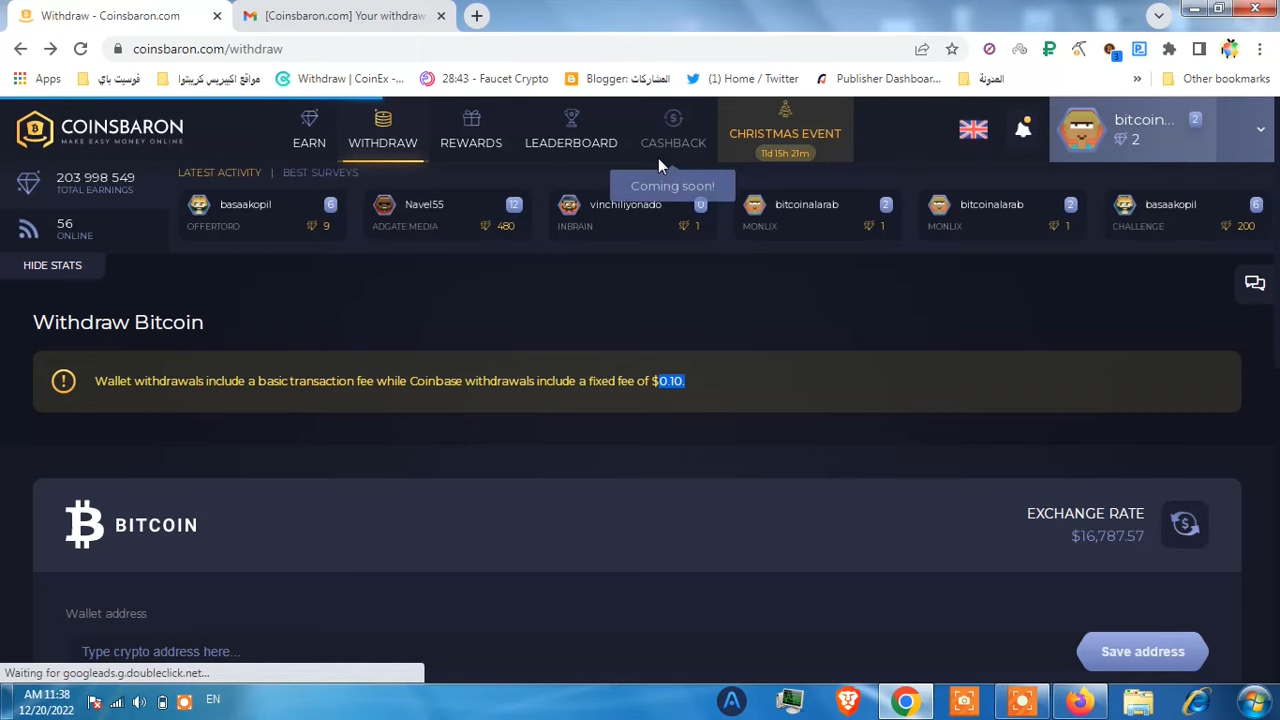 Withdraw - Coinsbaron.com
[Coinsbaron.com] Your withdraw
coinsbaron.com/withdraw
Apps
فوسيت باي
مواقع اكسبريس كريبتوا
Withdraw | CoinEx -...
28:43 - Faucet Crypto
Blogger: المشاركات...
(1) Home / Twitter
Publisher Dashboar...
المدونة
»
Other bookmarks
COINSBARON
MAKE EASY MONEY ONLINE
EARN
WITHDRAW
REWARDS
LEADERBOARD
CASHBACK
CHRISTMAS EVENT
11d 15h 21m
bitcoin...
2
2
Coming soon!
203 998 549
TOTAL EARNINGS
56
ONLINE
LATEST ACTIVITY | BEST SURVEYS
basaakopil 6
OFFERTORO 9
Navel55 12
ADGATE MEDIA 480
vinchiliyonado 0
INBRAIN 1
bitcoinalarab 2
MONLIX 1
bitcoinalarab 2
MONLIX 1
basaakopil 6
CHALLENGE 200
HIDE STATS
Withdraw Bitcoin
Wallet withdrawals include a basic transaction fee while Coinbase withdrawals include a fixed fee of $0.10.
BITCOIN
EXCHANGE RATE
$16,787.57
Wallet address
Type crypto address here...
Save address
Waiting for googleads.g.doubleclick.net...
AM 11:38
12/20/2022
EN